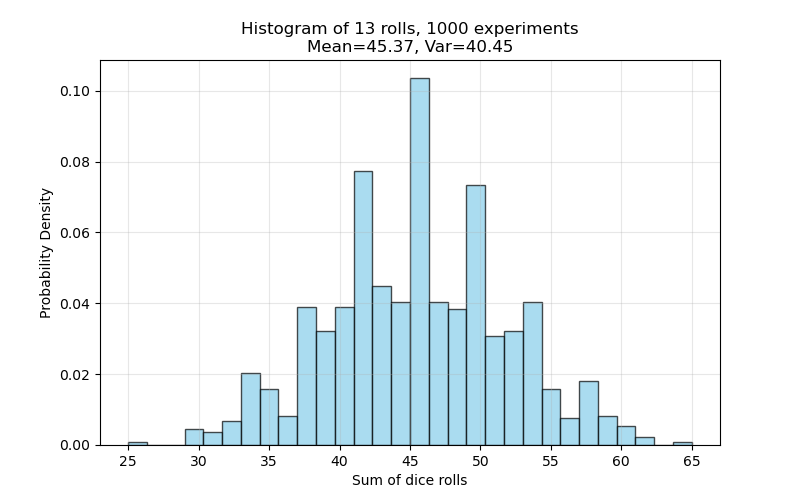 Histogram of 13 rolls, 1000 experiments
Mean=45.37, Var=40.45
Probability Density
0.10
0.08
0.06
0.04
0.02
0.00
25 30 35 40 45 50 55 60 65
Sum of dice rolls